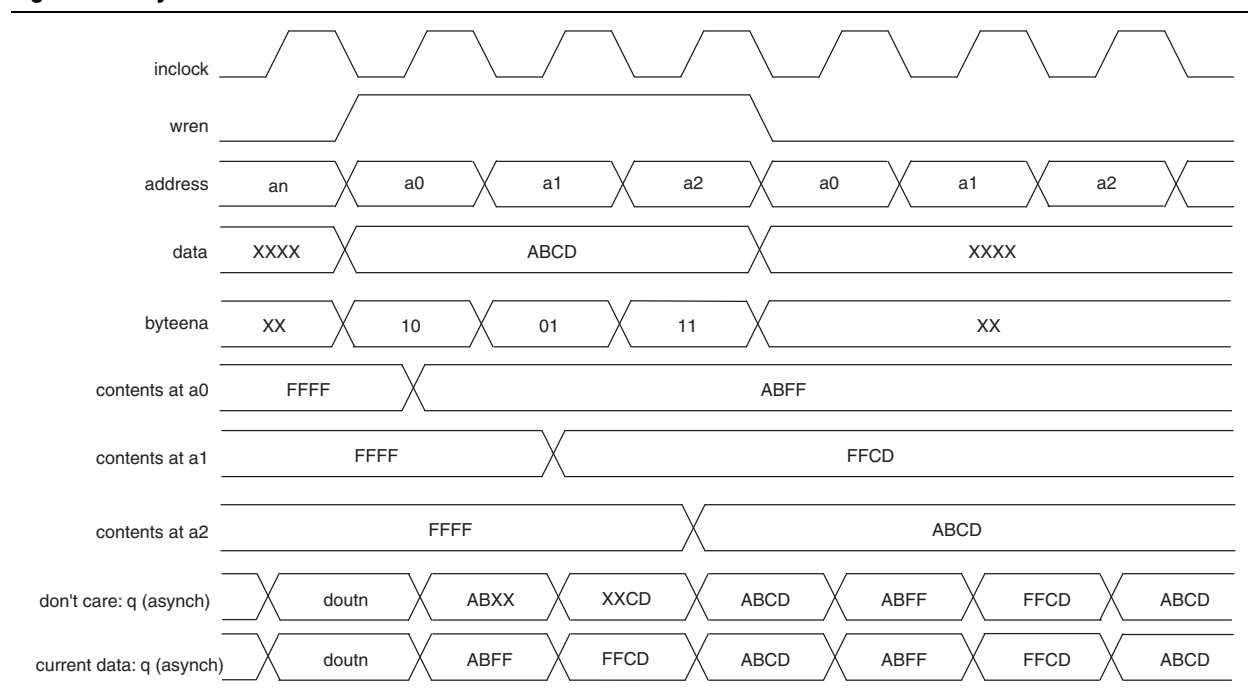 inclock
wren
address an a0 a1 a2 a0 a1 a2
data XXXX ABCD XXXX
byteena XX 10 01 11 XX
contents at a0 FFFF ABFF
contents at a1 FFFF FFCD
contents at a2 FFFF ABCD
don't care: q (asynch) doutn ABXX XXCD ABCD ABFF FFCD ABCD
current data: q (asynch) doutn ABFF FFCD ABCD ABFF FFCD ABCD